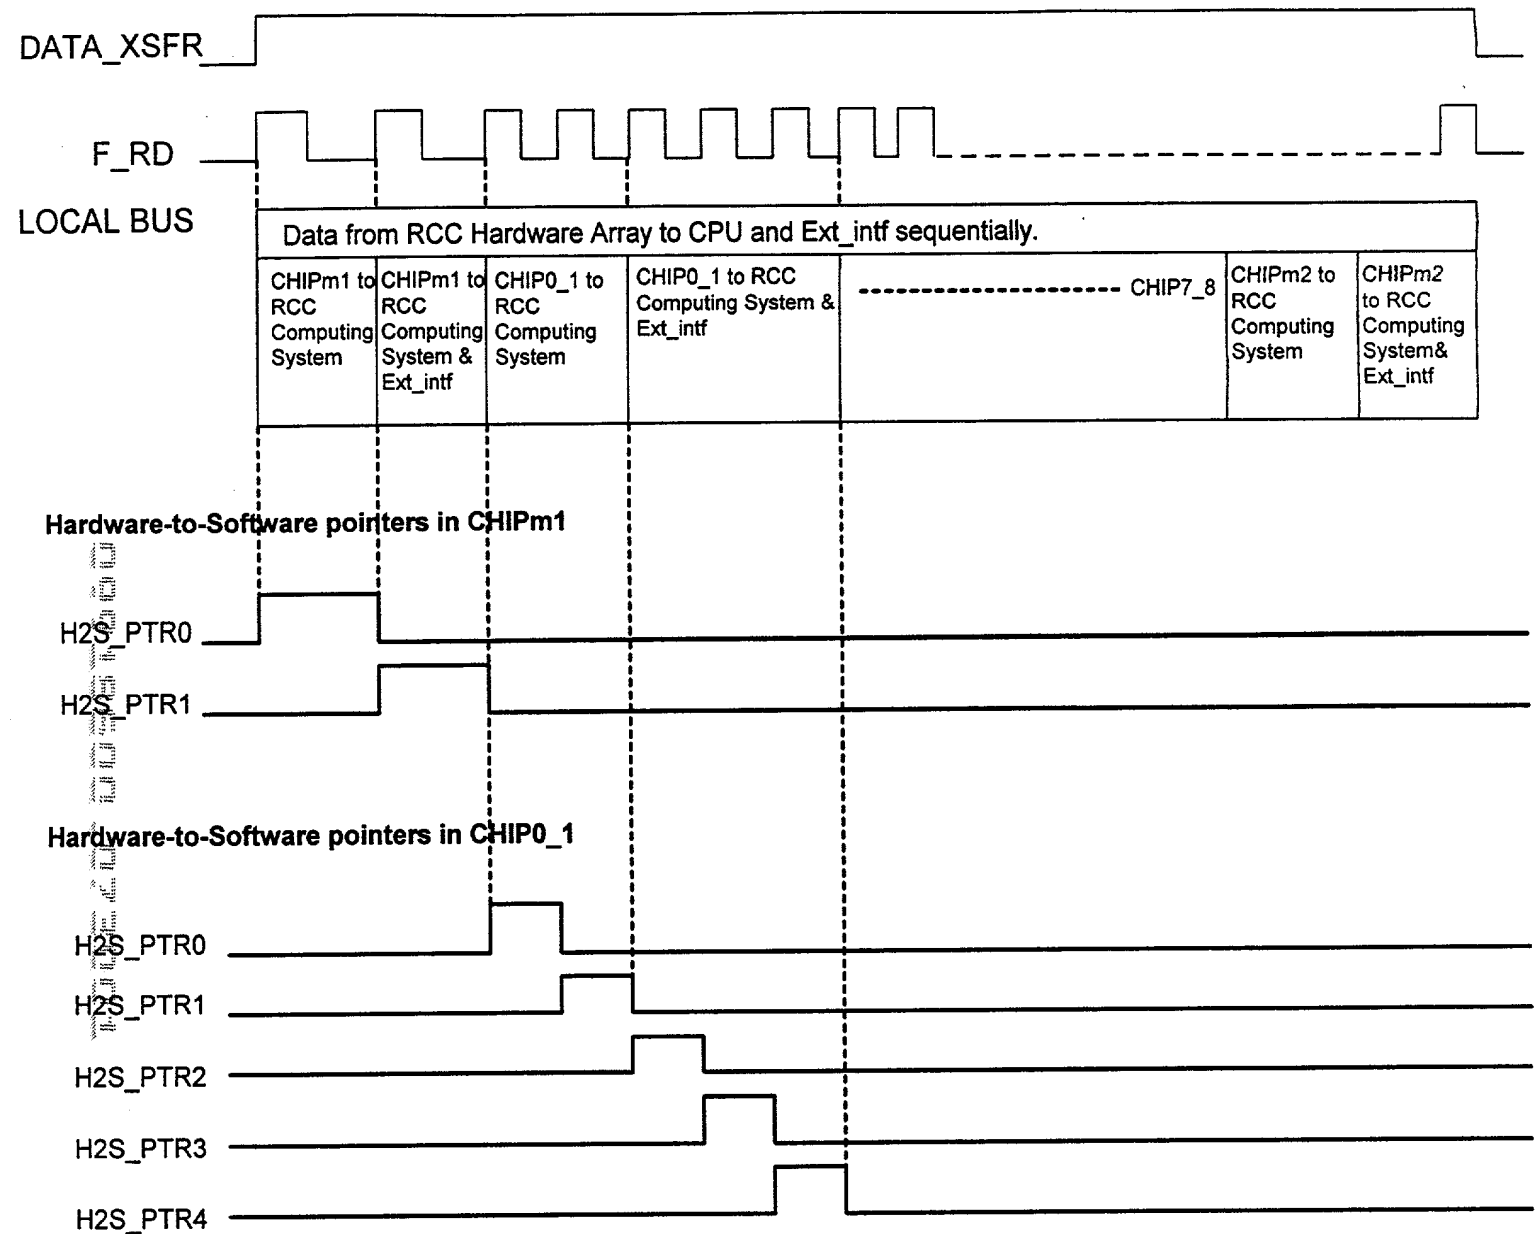 DATA_XSFR
F_RD
LOCAL BUS
Data from RCC Hardware Array to CPU and Ext_intf sequentially.
CHIPm1 to
RCC
Computing
System
CHIPm1 to
RCC
Computing
System &
Ext_intf
CHIP0_1 to
RCC
Computing
System
CHIP0_1 to RCC
Computing System &
Ext_intf
CHIP7_8
CHIPm2 to
RCC
Computing
System
CHIPm2
to RCC
Computing
System&
Ext_intf
Hardware-to-Software pointers in CHIPm1
H2S_PTR0
H2S_PTR1
Hardware-to-Software pointers in CHIP0_1
H2S_PTR0
H2S_PTR1
H2S_PTR2
H2S_PTR3
H2S_PTR4